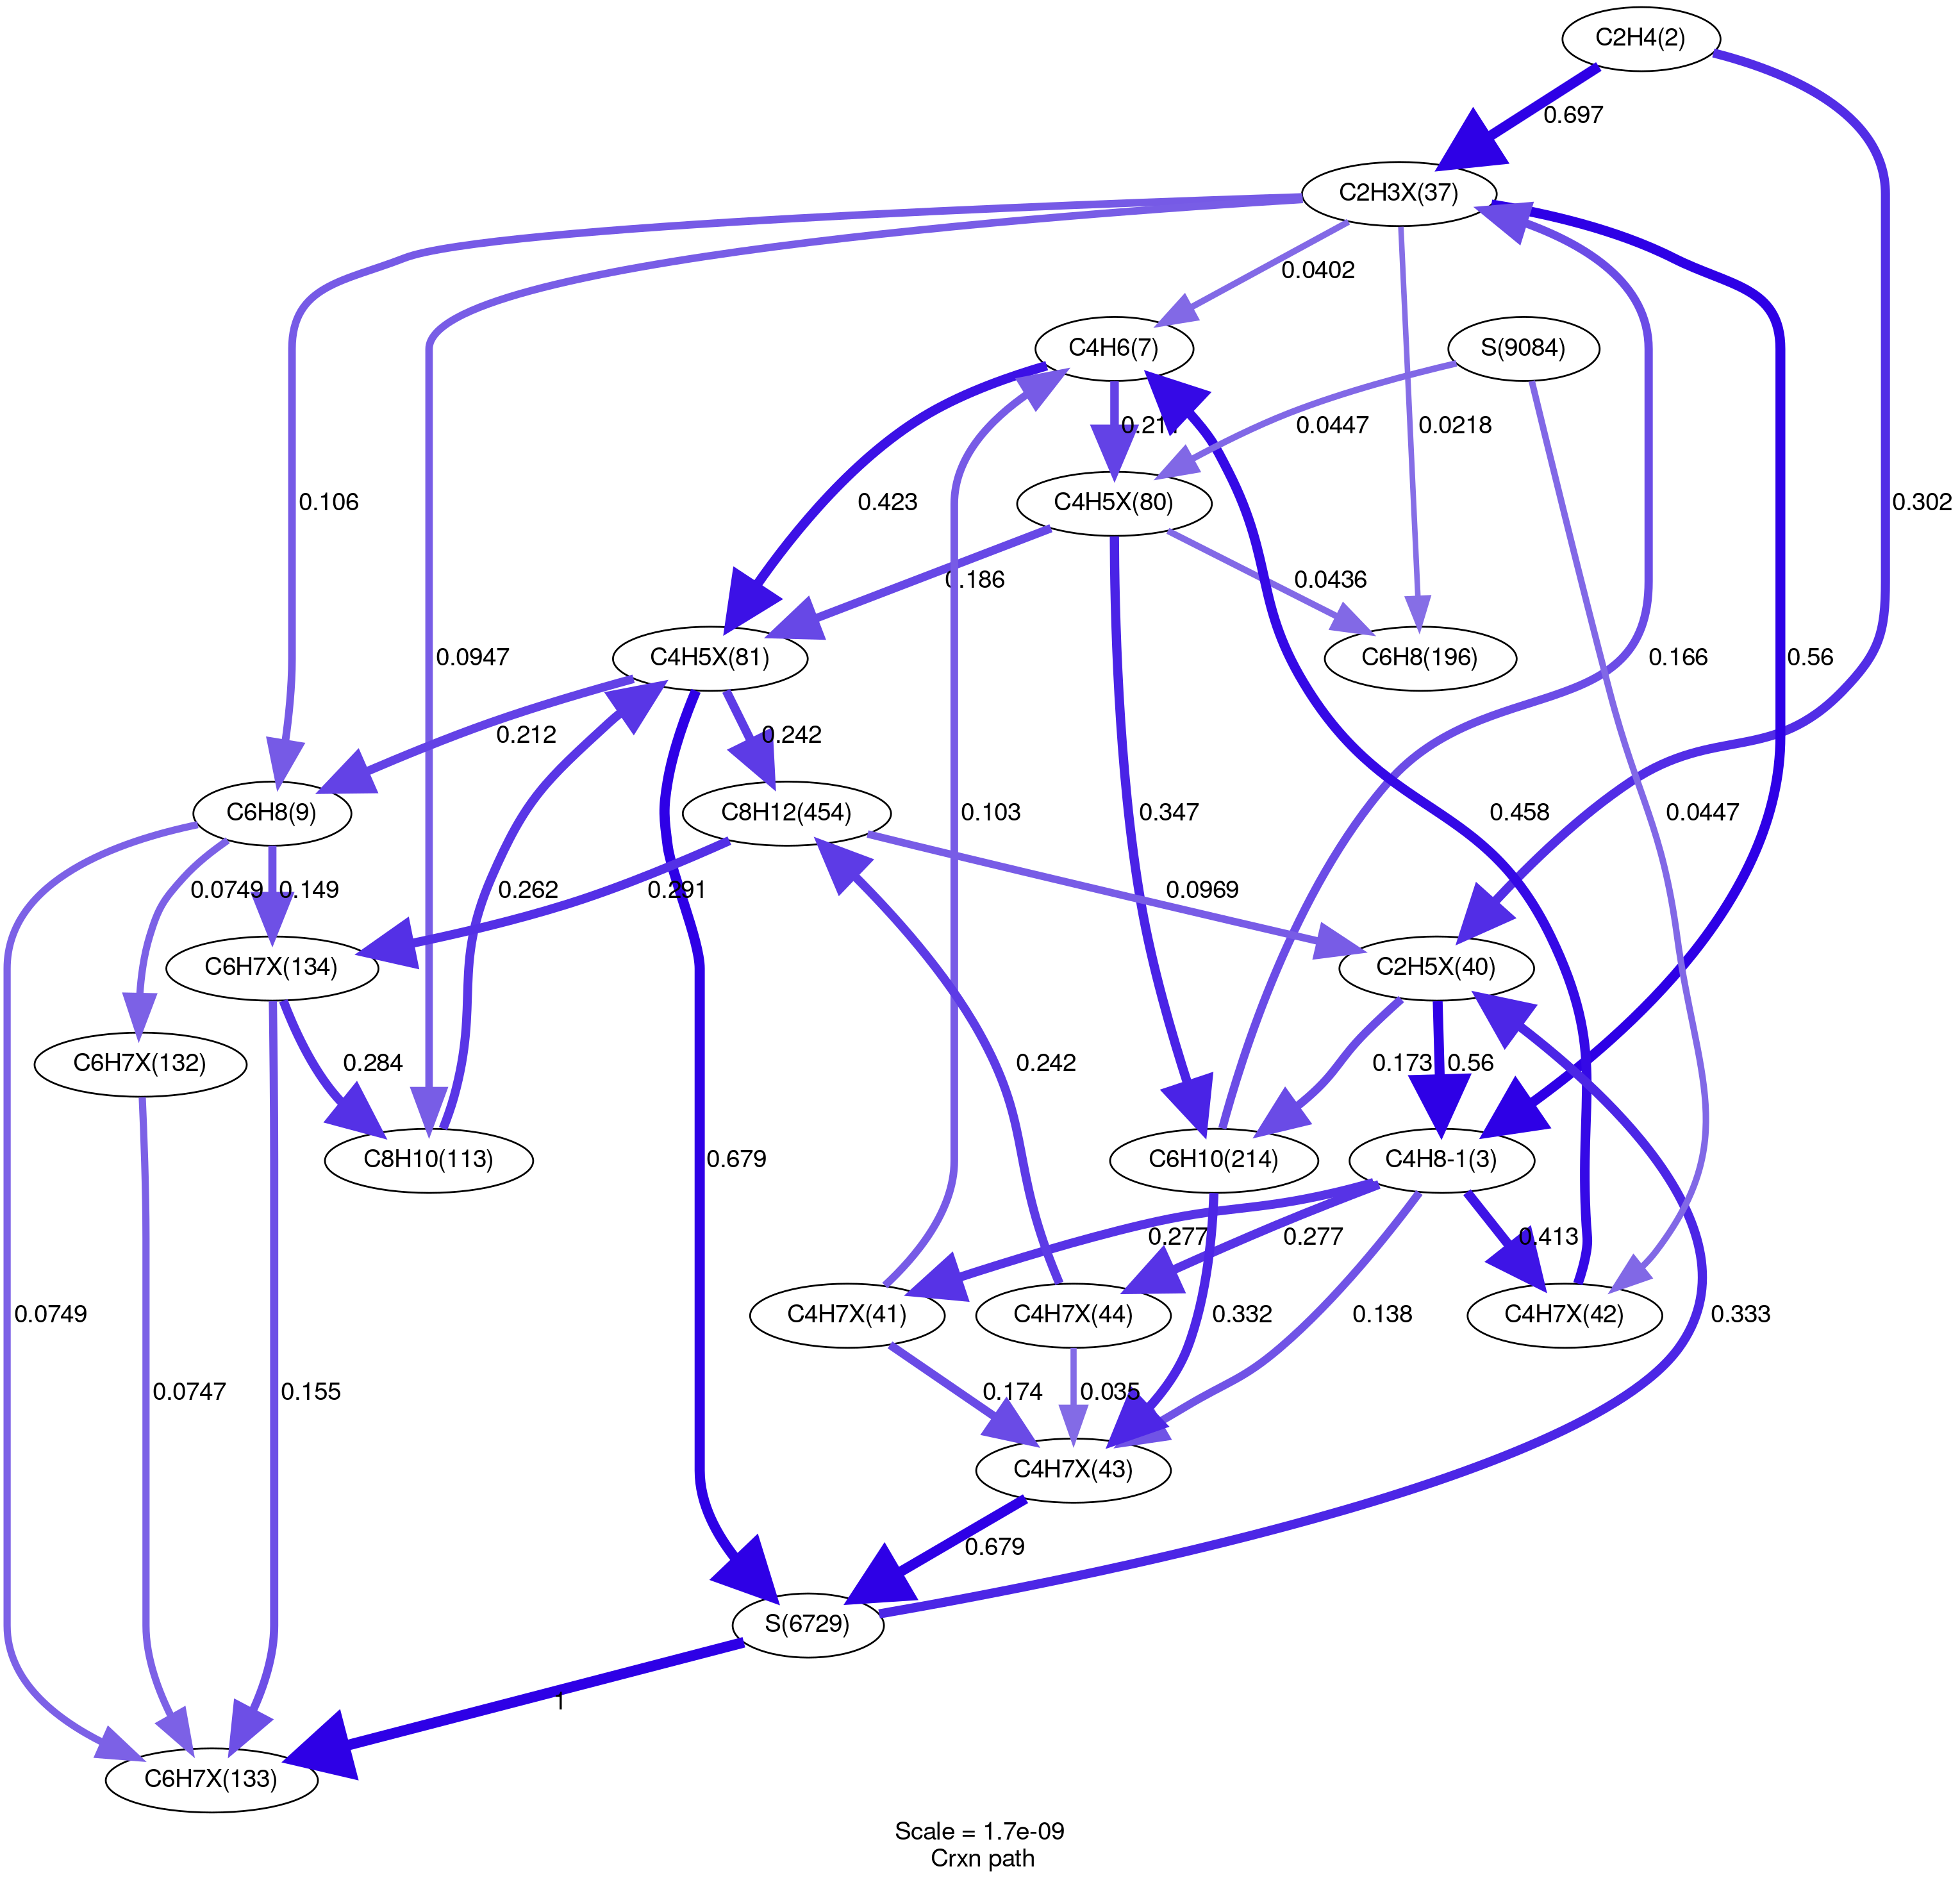 C2H4(2)
0.697
C2H3X(37)
0.0402
C4H6(7)
S(9084)
0.0447
0.0218
0.106
0.423
C4H5X(80)
0.302
0.186
0.0436
0.0947
C4H5X(81)
C6H8(196)
0.166
0.56
0.212
0.242
C6H8(9)
C8H12(454)
0.103
0.347
0.458
0.0447
0.0749
0.149
0.262
0.291
0.0969
C6H7X(134)
C2H5X(40)
C6H7X(132)
0.284
0.242
0.173
0.56
C8H10(113)
C6H10(214)
C4H8-1(3)
0.277
0.277
0.413
0.0749
C4H7X(41)
C4H7X(44)
0.332
0.138
C4H7X(42)
0.333
0.679
0.0747
0.155
0.174
0.035
C4H7X(43)
0.679
S(6729)
1
C6H7X(133)
Scale = 1.7e-09
Crxn path